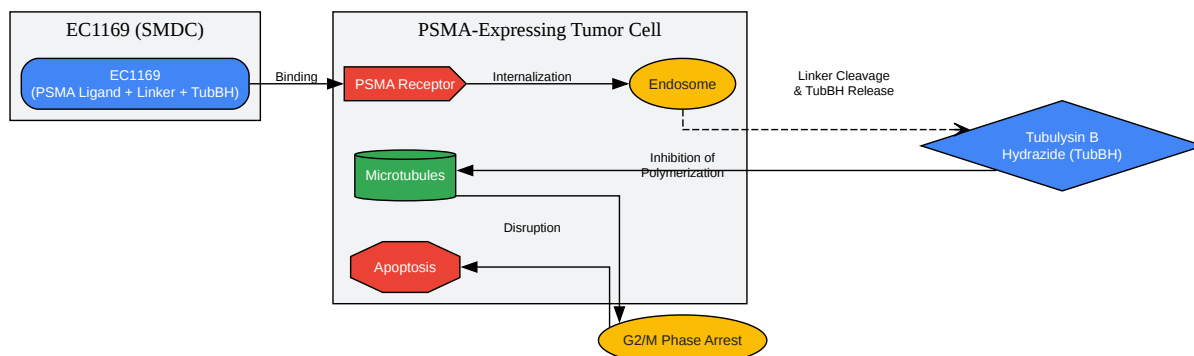 EC1169 (SMDC)
PSMA-Expressing Tumor Cell
EC1169
(PSMA Ligand + Linker + TubBH)
Binding
PSMA Receptor
Internalization
Endosome
Linker Cleavage
& TubBH Release
Tubulysin B
Hydrazide (TubBH)
Inhibition of
Polymerization
Microtubules
Disruption
Apoptosis
G2/M Phase Arrest